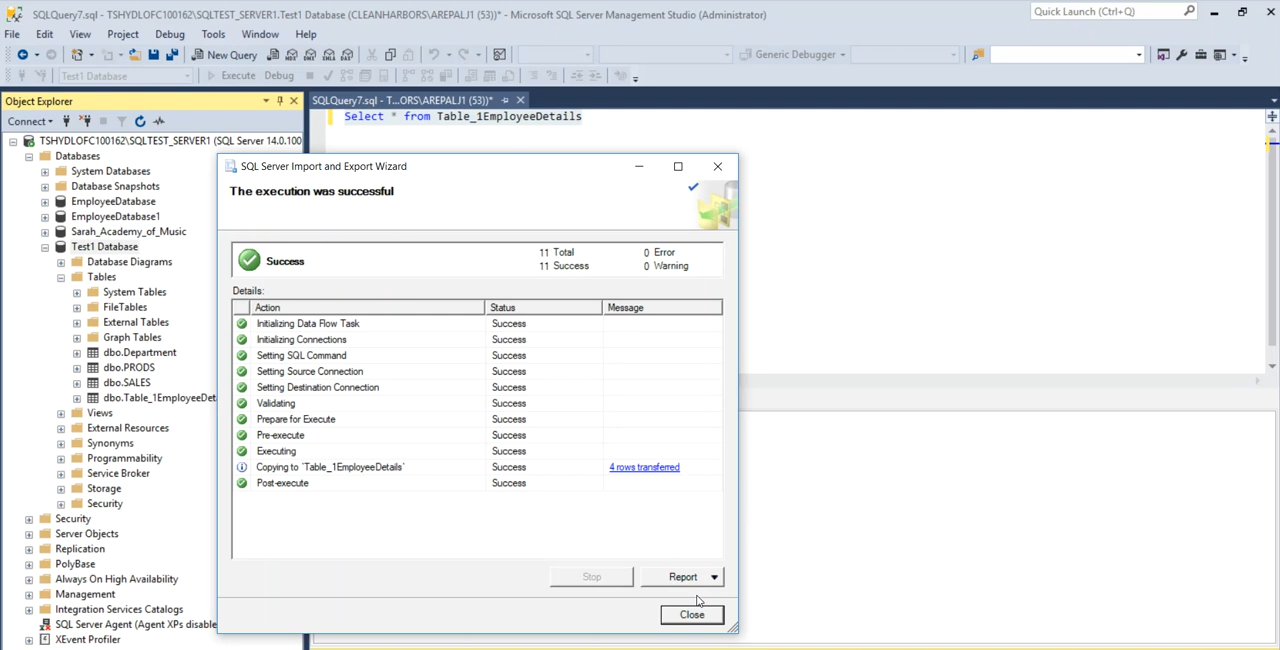 SQLQuery7.sql - TSHYDLOFC100162\SQLTEST_SERVER1.Test1 Database (CLEANHARBORS\AREPALJ1 (53))* - Microsoft SQL Server Management Studio (Administrator)
Quick Launch (Ctrl+Q)
File Edit View Project Debug Tools Window Help
New Query
Generic Debugger
Test1 Database
Execute Debug
Object Explorer
SQLQuery7.sql - T...ORS\AREPALJ1 (53))*
Connect
Select * from Table_1EmployeeDetails
TSHYDLOFC100162\SQLTEST_SERVER1 (SQL Server 14.0.100
Databases
System Databases
Database Snapshots
EmployeeDatabase
EmployeeDatabase1
Sarah_Academy_of_Music
Test1 Database
Database Diagrams
Tables
System Tables
FileTables
External Tables
Graph Tables
dbo.Department
dbo.PRODS
dbo.SALES
dbo.Table_1EmployeeDet
Views
External Resources
Synonyms
Programmability
Service Broker
Storage
Security
Security
Server Objects
Replication
PolyBase
Always On High Availability
Management
Integration Services Catalogs
SQL Server Agent (Agent XPs disable
XEvent Profiler
SQL Server Import and Export Wizard
The execution was successful
Success
11 Total 0 Error
11 Success 0 Warning
Details:
Action Status Message
Initializing Data Flow Task Success
Initializing Connections Success
Setting SQL Command Success
Setting Source Connection Success
Setting Destination Connection Success
Validating Success
Prepare for Execute Success
Pre-execute Success
Executing Success
Copying to `Table_1EmployeeDetails` Success 4 rows transferred
Post-execute Success
Stop Report
Close